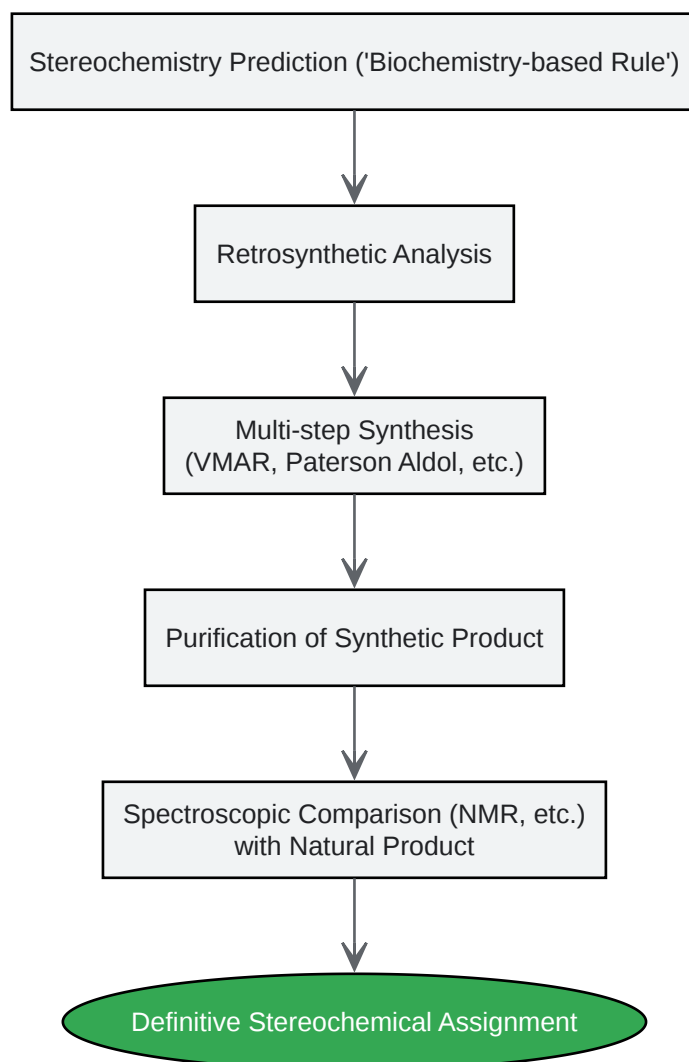 Stereochemistry Prediction ('Biochemistry-based Rule')
Retrosynthetic Analysis
Multi-step Synthesis
(VMAR, Paterson Aldol, etc.)
Purification of Synthetic Product
Spectroscopic Comparison (NMR, etc.)
with Natural Product
Definitive Stereochemical Assignment